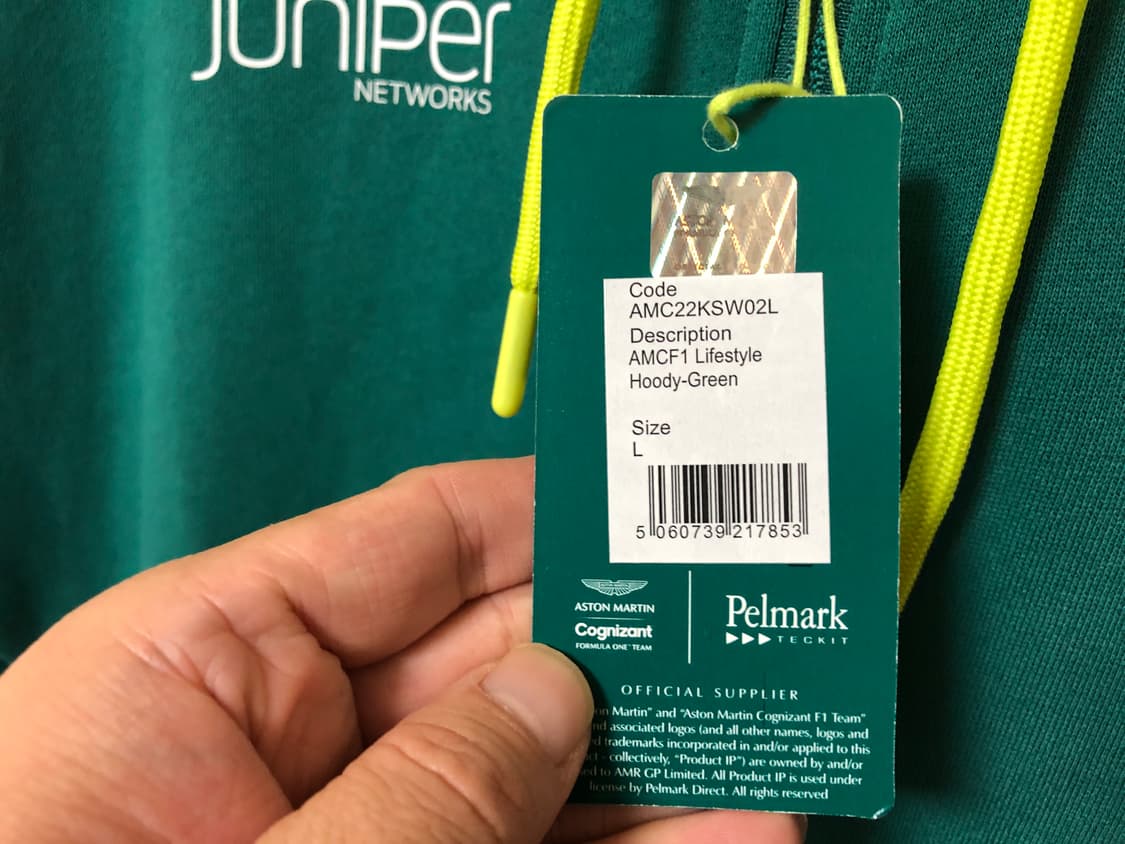 juniper
NETWORKS
Code
AMC22KSW02L
Description
AMCF1 Lifestyle
Hoody-Green
Size
L
5 060739 217853
ASTON MARTIN
Cognizant
FORMULA ONE™ TEAM
Pelmark
TECKIT
OFFICIAL SUPPLIER
Martin” and “Aston Martin Cognizant F1 Team”
associated logos (and all other names, logos and
trademarks incorporated in and/or applied to this
- collectively, “Product IP”) are owned by and/or
to AMR GP Limited. All Product IP is used under
license by Pelmark Direct. All rights reserved